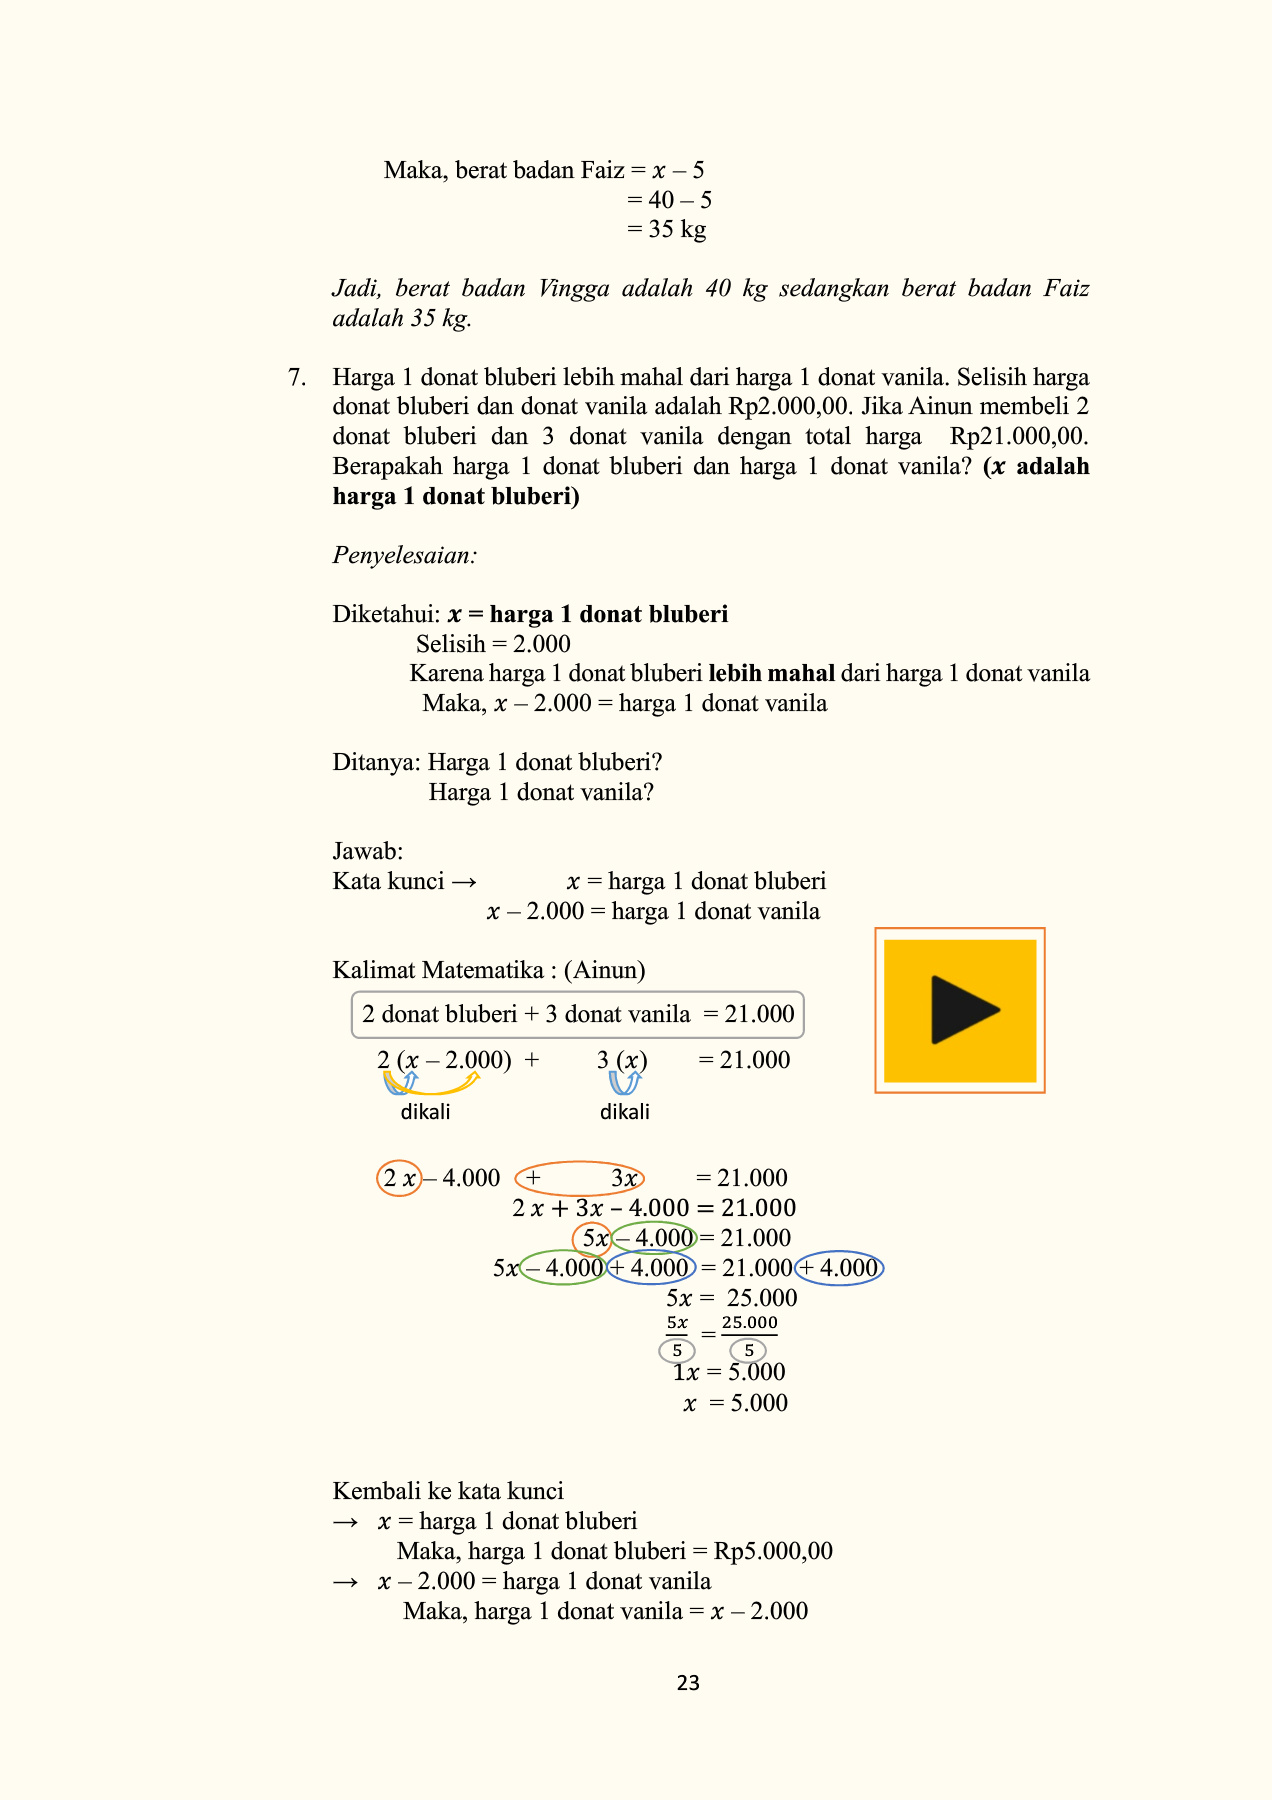 Maka, berat badan Faiz = x – 5
= 40 – 5
= 35 kg
Jadi, berat badan Vingga adalah 40 kg sedangkan berat badan Faiz
adalah 35 kg.
7. Harga 1 donat bluberi lebih mahal dari harga 1 donat vanila. Selisih harga
donat bluberi dan donat vanila adalah Rp2.000,00. Jika Ainun membeli 2
donat bluberi dan 3 donat vanila dengan total harga Rp21.000,00.
Berapakah harga 1 donat bluberi dan harga 1 donat vanila? (x adalah
harga 1 donat bluberi)
Penyelesaian:
Diketahui: x = harga 1 donat bluberi
Selisih = 2.000
Karena harga 1 donat bluberi lebih mahal dari harga 1 donat vanila
Maka, x – 2.000 = harga 1 donat vanila
Ditanya: Harga 1 donat bluberi?
Harga 1 donat vanila?
Jawab:
Kata kunci → x = harga 1 donat bluberi
x – 2.000 = harga 1 donat vanila
Kalimat Matematika : (Ainun)
2 donat bluberi + 3 donat vanila = 21.000
2 (x – 2.000) + 3 (x) = 21.000
dikali dikali
2 x – 4.000 + 3x = 21.000
2 x + 3x – 4.000 = 21.000
5x – 4.000 = 21.000
5x – 4.000 + 4.000 = 21.000 + 4.000
5x = 25.000
5x/5 = 25.000/5
1x = 5.000
x = 5.000
Kembali ke kata kunci
→ x = harga 1 donat bluberi
Maka, harga 1 donat bluberi = Rp5.000,00
→ x – 2.000 = harga 1 donat vanila
Maka, harga 1 donat vanila = x – 2.000
23